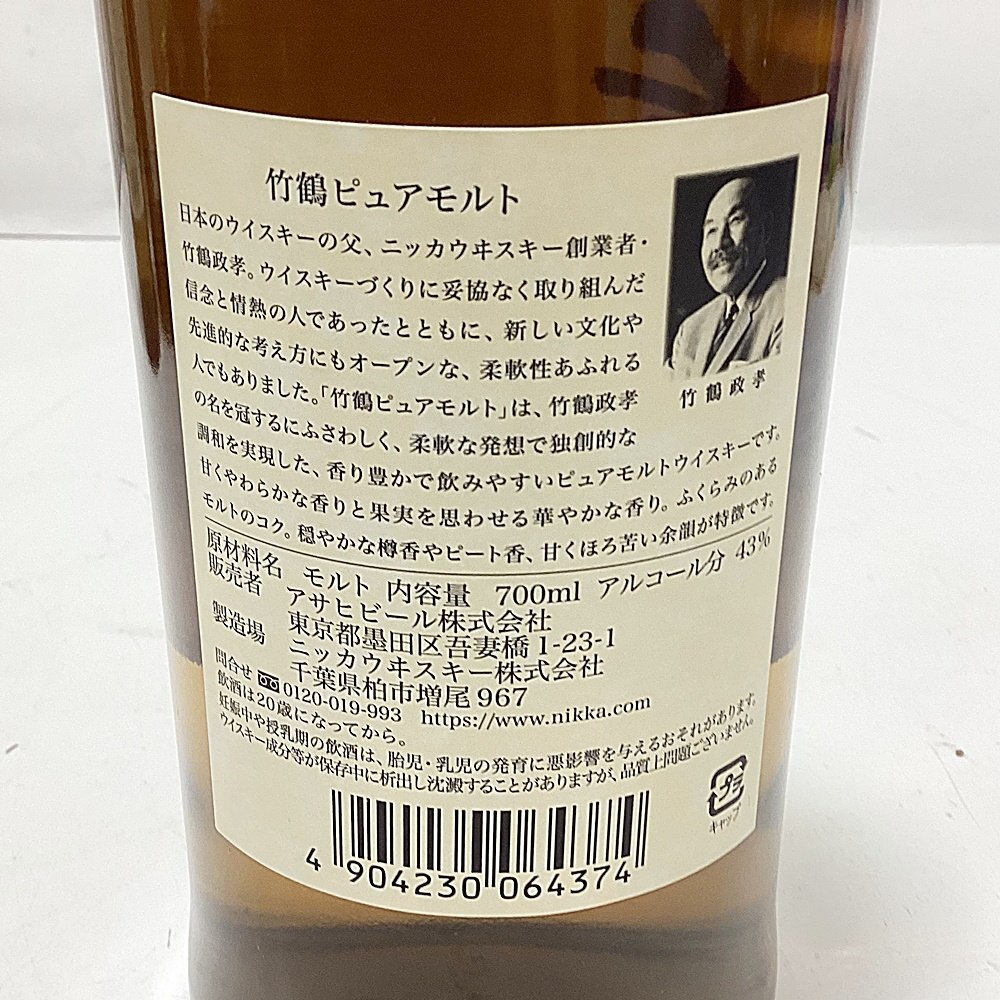 竹鶴ピュアモルト
日本のウイスキーの父、ニッカウヰスキー創業者・
竹鶴政孝。ウイスキーづくりに妥協なく取り組んだ
信念と情熱の人であったとともに、新しい文化や
先進的な考え方にもオープンな、柔軟性あふれる
人でもありました。「竹鶴ピュアモルト」は、竹鶴政孝
の名を冠するにふさわしく、柔軟な発想で独創的な
調和を実現した、香り豊かで飲みやすいピュアモルトウイスキーです。
甘くやわらかな香りと果実を思わせる華やかな香り。ふくらみのある
モルトのコク。穏やかな樽香やピート香、甘くほろ苦い余韻が特徴です。
竹鶴政孝
原材料名 モルト 内容量 700ml アルコール分 43%
販売者 アサヒビール株式会社
東京都墨田区吾妻橋1-23-1
製造場 ニッカウヰスキー株式会社
千葉県柏市増尾967
問合せ 0120-019-993 https://www.nikka.com
飲酒は20歳になってから。
妊娠中や授乳期の飲酒は、胎児・乳児の発育に悪影響を与えるおそれがあります。
ウイスキー成分等が保存中に析出し沈澱することがありますが、品質上問題ございません。
プラ
キャップ
4 904230 064374